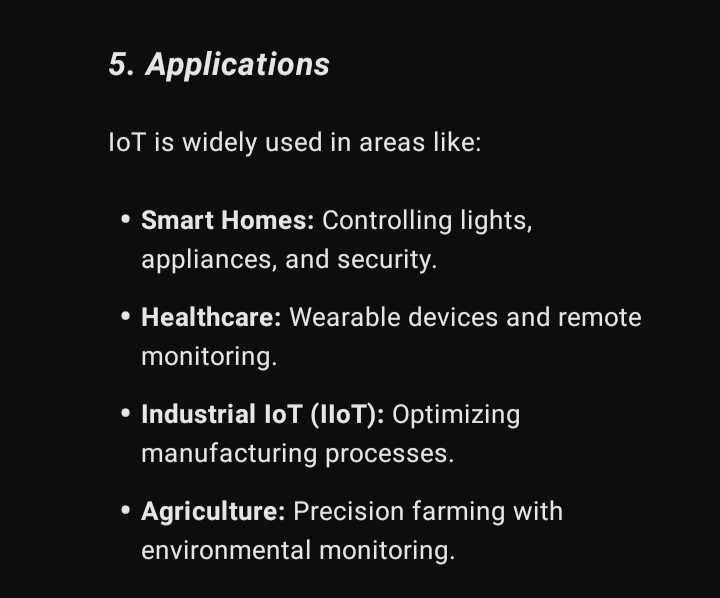 5. Applications
IoT is widely used in areas like:
• Smart Homes: Controlling lights,
appliances, and security.
• Healthcare: Wearable devices and remote
monitoring.
• Industrial IoT (IIoT): Optimizing
manufacturing processes.
• Agriculture: Precision farming with
environmental monitoring.